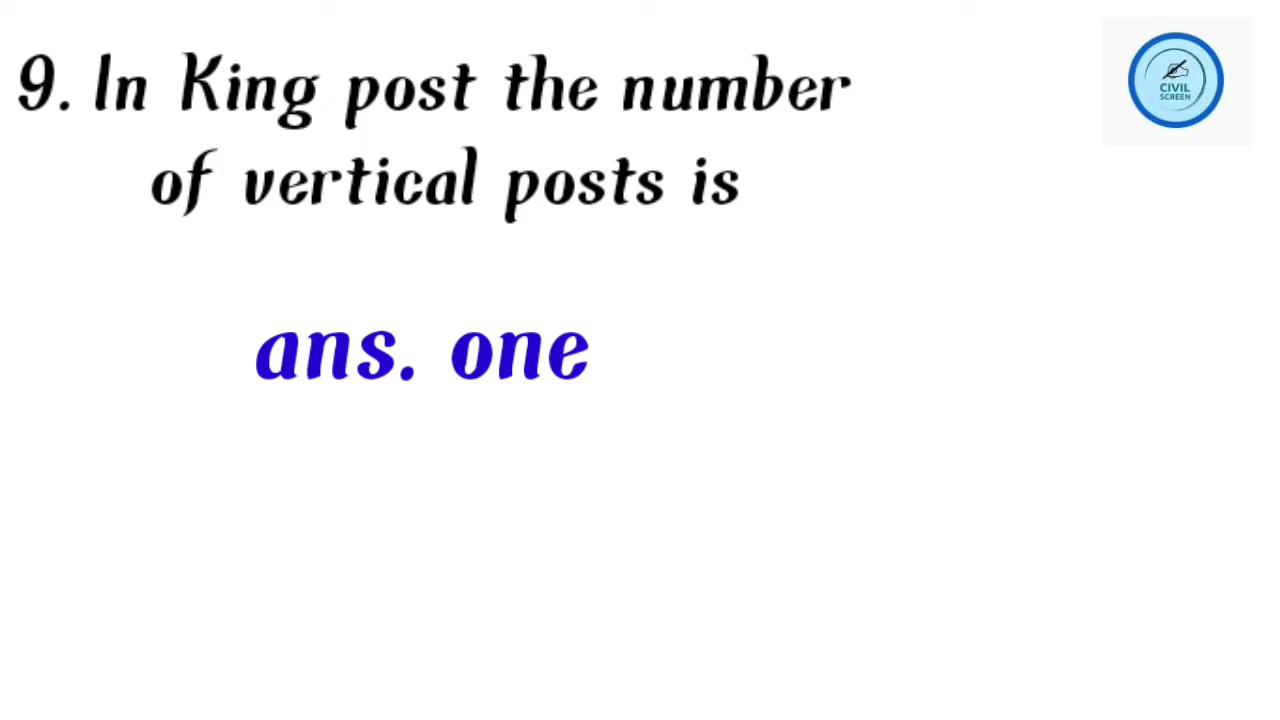 9. In King post the number
of vertical posts is
ans. one
CIVIL
SCREEN